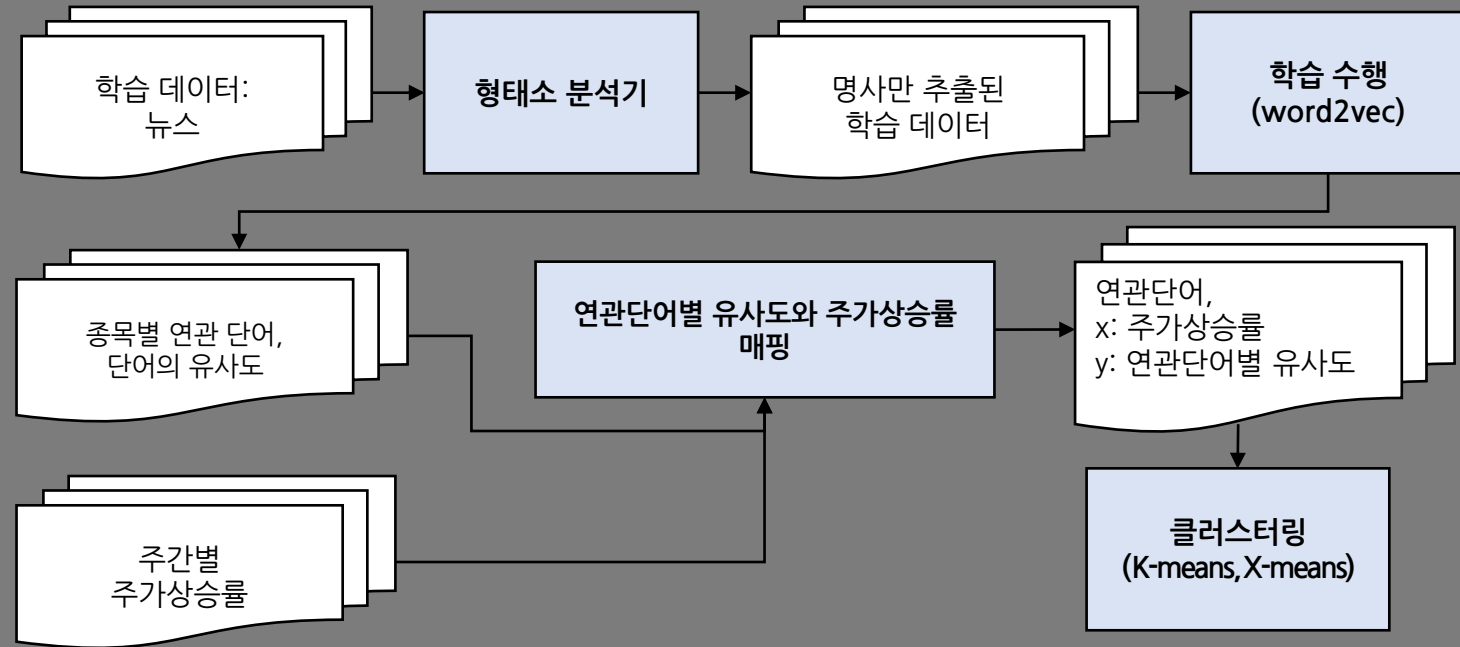 학습 데이터:
뉴스
형태소 분석기
명사만 추출된
학습 데이터
학습 수행
(word2vec)
종목별 연관 단어,
단어의 유사도
연관단어별 유사도와 주가상승률
매핑
연관단어,
x: 주가상승률
y: 연관단어별 유사도
주간별
주가상승률
클러스터링
(K-means, X-means)